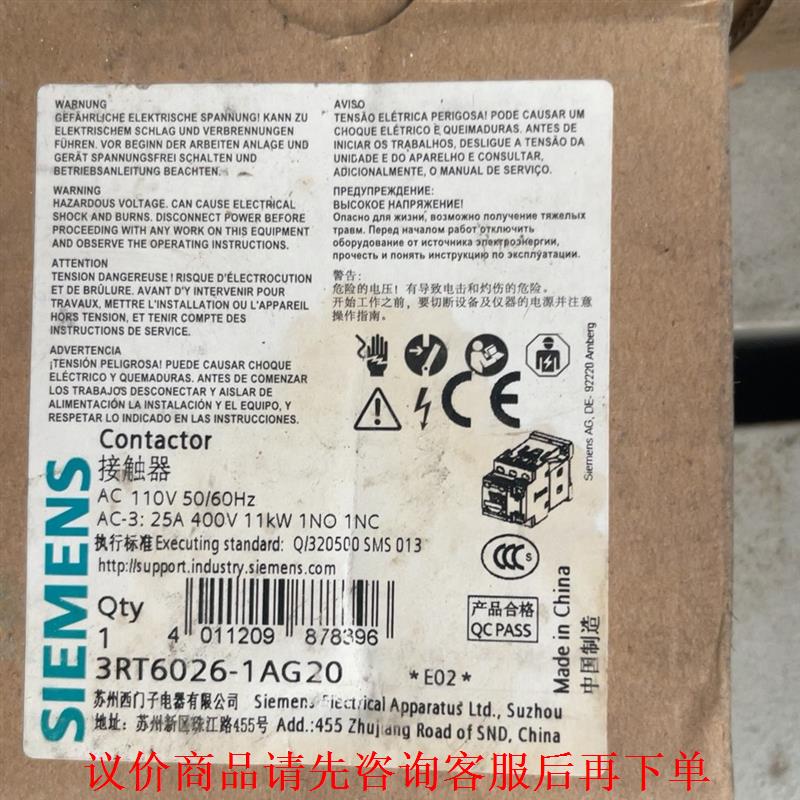 WARNUNG
GEFÄHRLICHE ELEKTRISCHE SPANNUNG! KANN ZU
ELEKTRISCHEM SCHLAG UND VERBRENNUNGEN
FÜHREN. VOR BEGINN DER ARBEITEN ANLAGE UND
GERÄT SPANNUNGSFREI SCHALTEN UND
BETRIEBSANLEITUNG BEACHTEN.
WARNING
HAZARDOUS VOLTAGE. CAN CAUSE ELECTRICAL
SHOCK AND BURNS. DISCONNECT POWER BEFORE
PROCEEDING WITH ANY WORK ON THIS EQUIPMENT
AND OBSERVE THE OPERATING INSTRUCTIONS.
ATTENTION
TENSION DANGEREUSE ! RISQUE D'ÉLECTROCUTION
ET DE BRÛLURE. AVANT D'Y INTERVENIR POUR
TRAVAUX, METTRE L'INSTALLATION OU L'APPAREIL
HORS TENSION, ET TENIR COMPTE DES
INSTRUCTIONS DE SERVICE.
ADVERTENCIA
¡TENSIÓN PELIGROSA! PUEDE CAUSAR CHOQUE
ELÉCTRICO Y QUEMADURAS. ANTES DE COMENZAR
LOS TRABAJOS DESCONECTAR Y AISLAR DE
ALIMENTACIÓN LA INSTALACIÓN Y EL EQUIPO, Y
RESPETAR LO INDICADO EN LAS INSTRUCCIONES.
AVISO
TENSÃO ELÉTRICA PERIGOSA! PODE CAUSAR UM
CHOQUE ELÉTRICO E QUEIMADURAS. ANTES DE
INICIAR OS TRABALHO, DESLIGUE A TENSÃO DA
UNIDADE E DO APARELHO E CONSULTAR,
ADICIONALMENTE, O MANUAL DE SERVIÇO.
ПРЕДУПРЕЖДЕНИЕ:
ВЫСОКОЕ НАПРЯЖЕНИЕ!
Опасно для жизни, возможно получение тяжелых
травм. Перед началом работ отключить
оборудование от источника электроэнергии,
прочесть и понять инструкцию по эксплуатации.
警告:
危险的电压! 有导致电击和灼伤的危险。
开始工作之前, 要切断设备及仪器的电源并注意
操作指南。
CE
Siemens AG, DE- 92220 Amberg
SIEMENS
Contactor
接触器
AC 110V 50/60Hz
AC-3: 25A 400V 11kW 1NO 1NC
执行标准 Executing standard: Q/320500 SMS 013
http://support.industry.siemens.com
CCC S
产品合格
QC PASS
Made in China
中国制造
Qty
1
4 011209 878396
3RT6026-1AG20
*E02*
苏州西门子电器有限公司 Siemens Electrical Apparatus Ltd., Suzhou
地址: 苏州新区珠江路455号 Add.:455 Zhujiang Road of SND, China
议价商品请先咨询客服后再下单